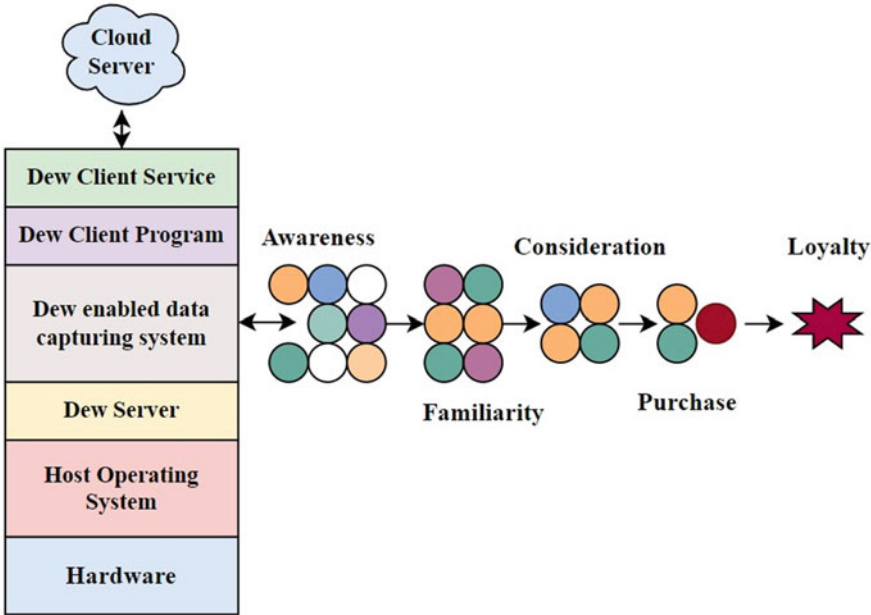 Cloud
Server
Dew Client Service
Dew Client Program
Dew enabled data
capturing system
Dew Server
Host Operating
System
Hardware
Awareness
Familiarity
Consideration
Purchase
Loyalty